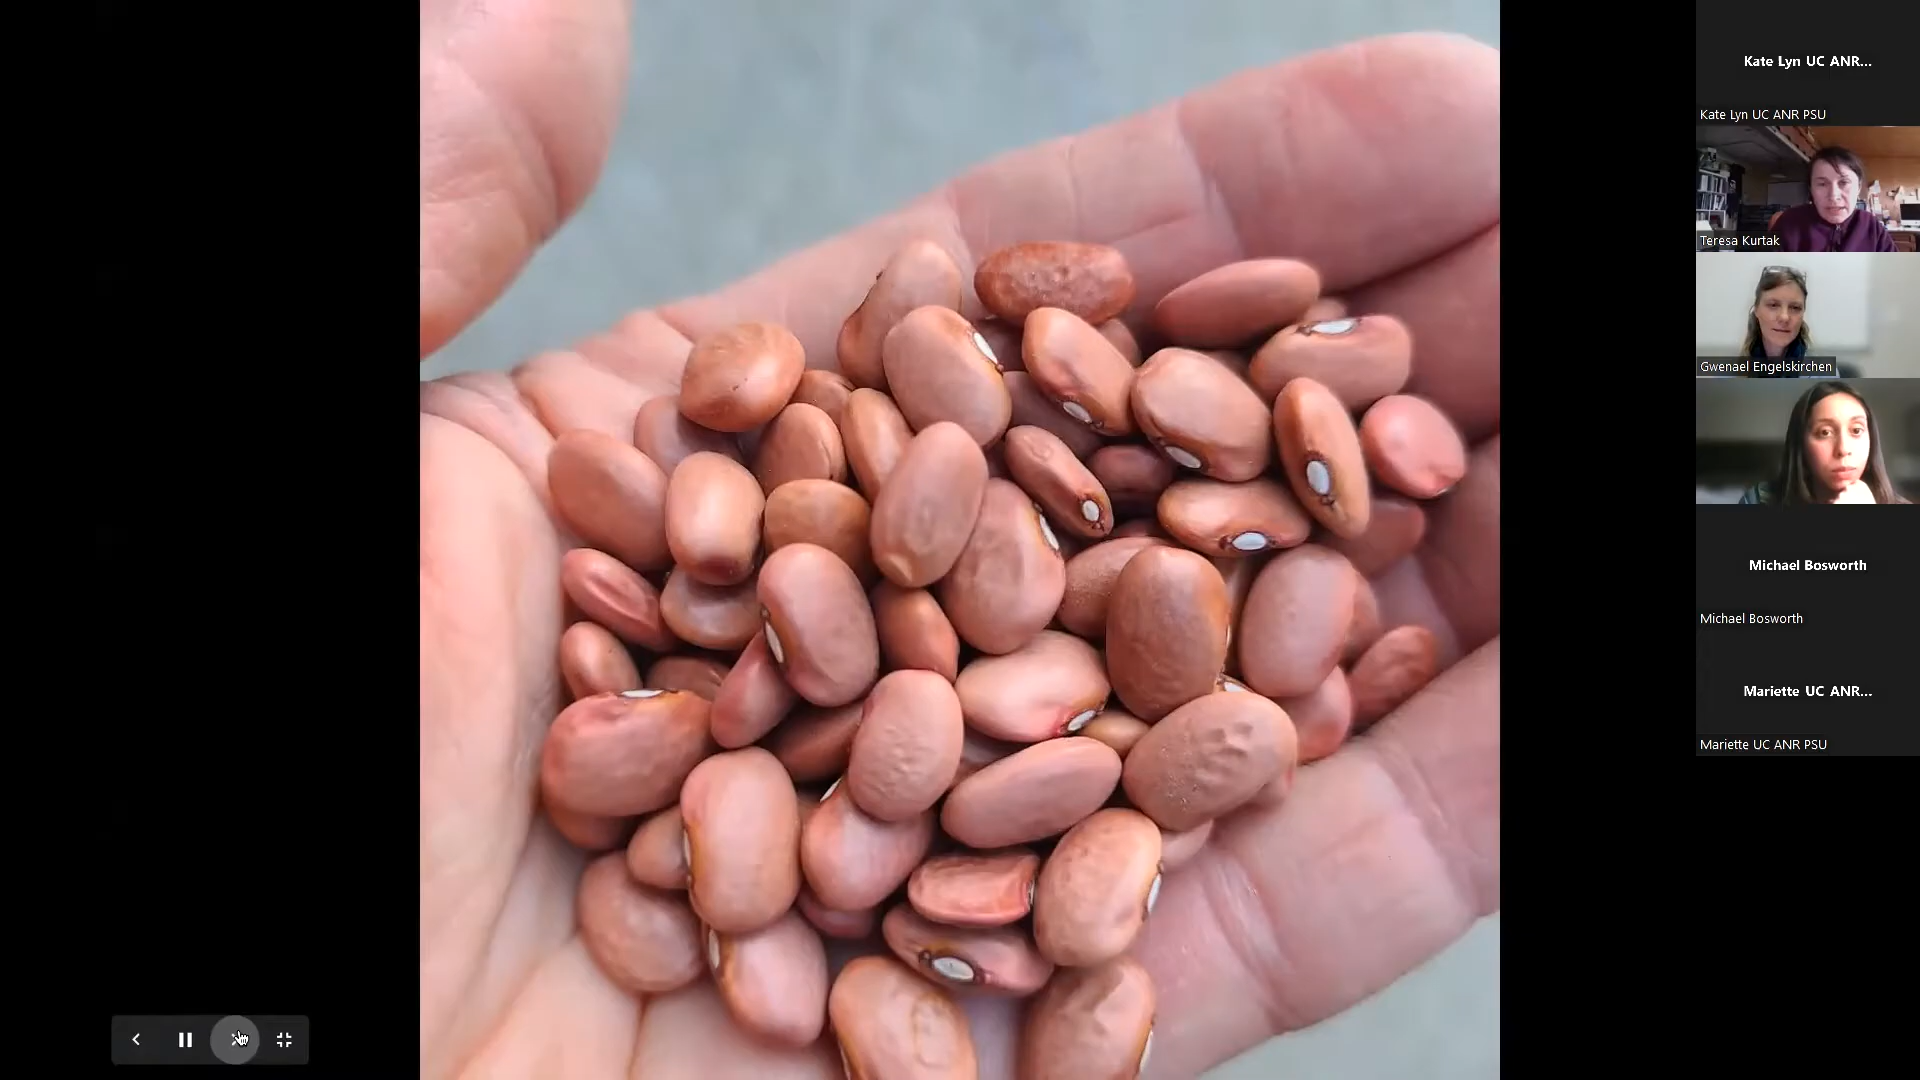 Kate Lyn UC ANR...
Kate Lyn UC ANR PSU
Teresa Kurtak
Gwenael Engelskirchen
Michael Bosworth
Michael Bosworth
Mariette UC ANR...
Mariette UC ANR PSU